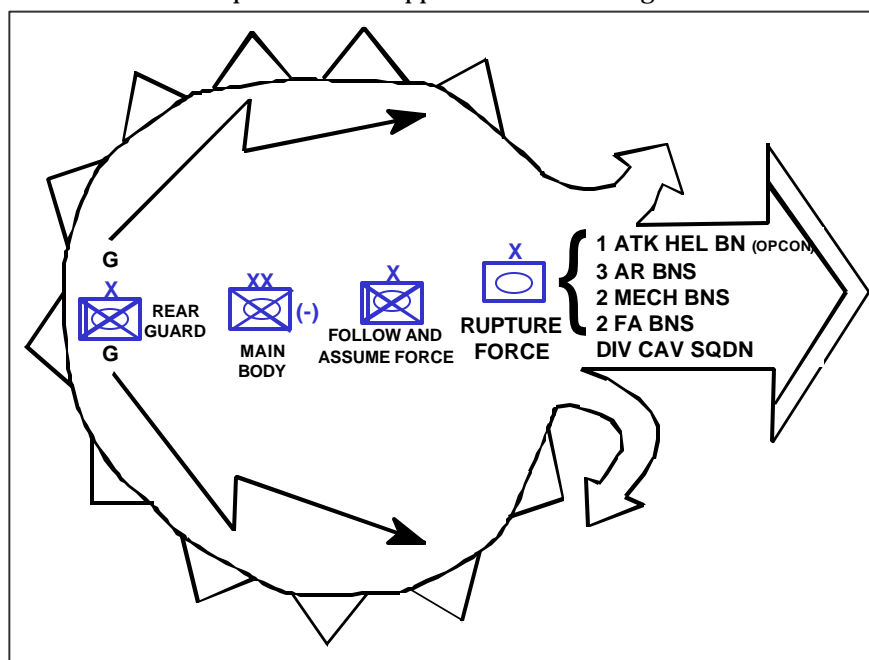 G
X
REAR
GUARD
G
XX
(-)
MAIN
BODY
X
FOLLOW AND
ASSUME FORCE
X
RUPTURE
FORCE
1 ATK HEL BN (OPCON)
3 AR BNS
2 MECH BNS
2 FA BNS
DIV CAV SQDN